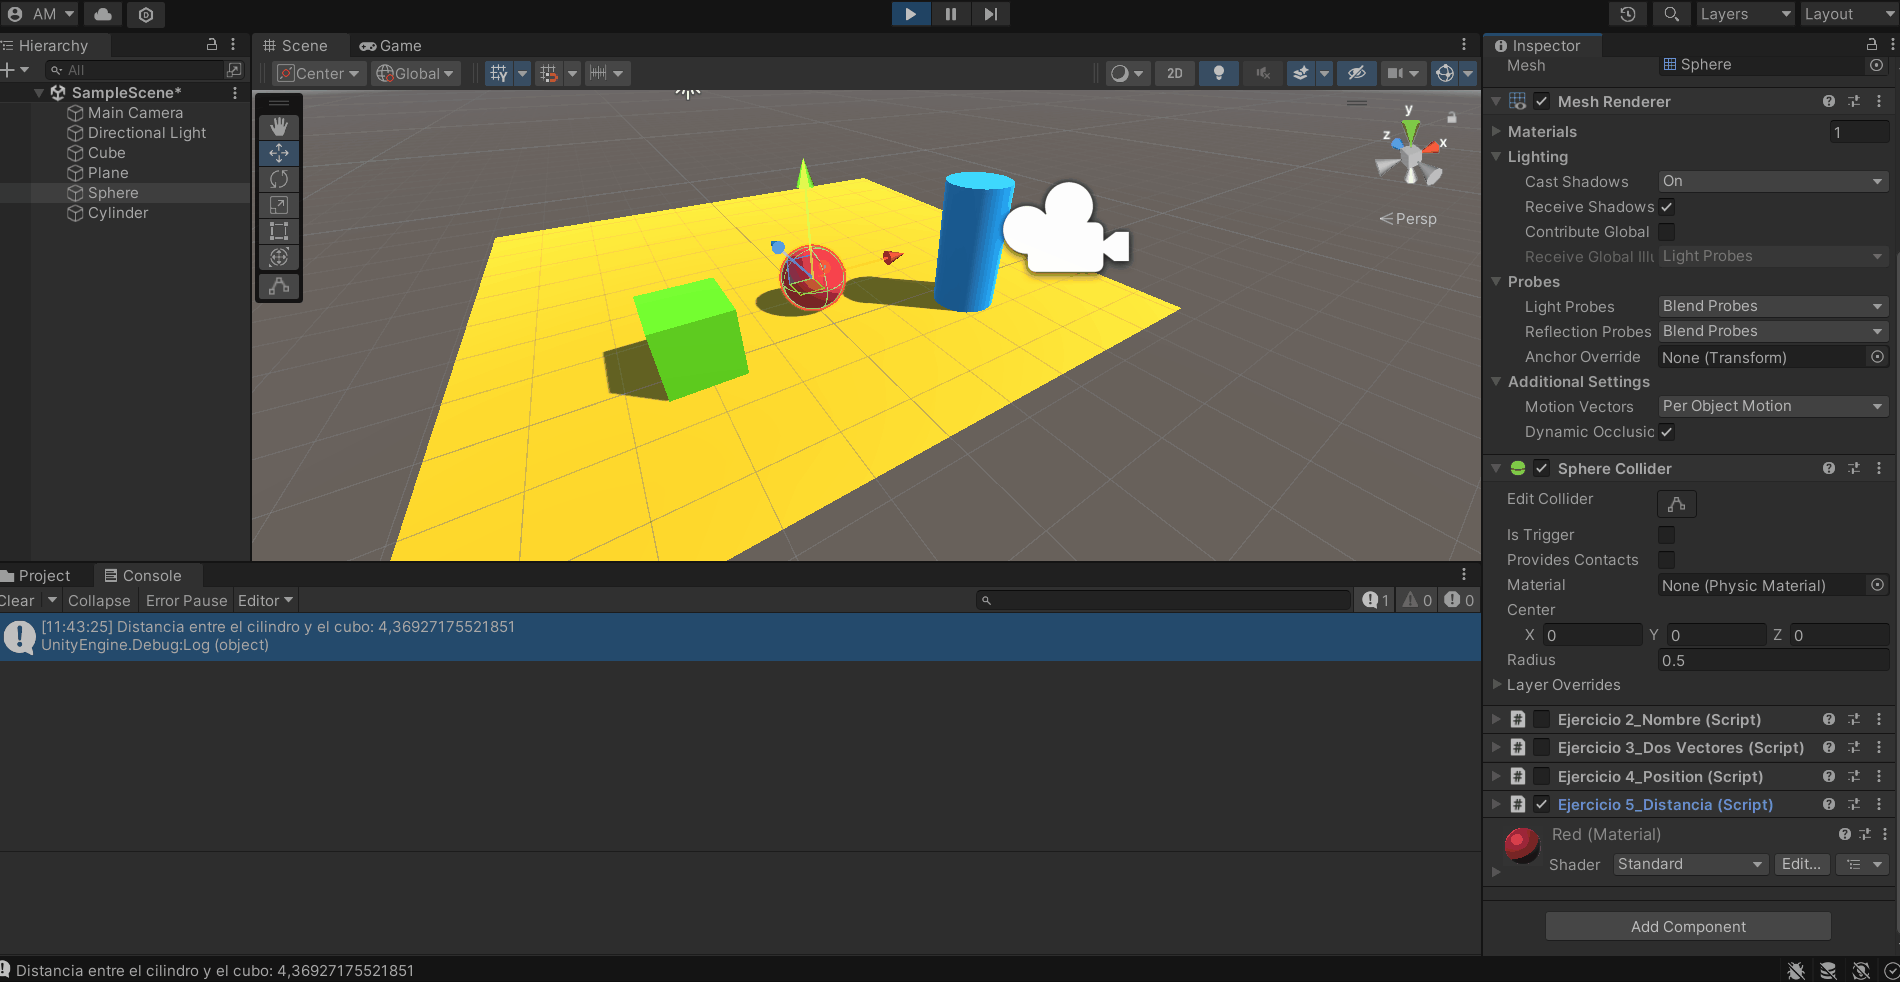 AM
Layers
Layout
Hierarchy
All
SampleScene*
Main Camera
Directional Light
Cube
Plane
Sphere
Cylinder
Scene
Game
Center
Global
2D
y
z
x
Persp
Project
Console
Clear
Collapse
Error Pause
Editor
1
0
0
[11:43:25] Distancia entre el cilindro y el cubo: 4,36927175521851
UnityEngine.Debug:Log (object)
Inspector
Mesh
Sphere
Mesh Renderer
Materials
1
Lighting
Cast Shadows
On
Receive Shadows
Contribute Global
Receive Global Illu
Light Probes
Probes
Light Probes
Blend Probes
Reflection Probes
Blend Probes
Anchor Override
None (Transform)
Additional Settings
Motion Vectors
Per Object Motion
Dynamic Occlusic
Sphere Collider
Edit Collider
Is Trigger
Provides Contacts
Material
None (Physic Material)
Center
X 0 Y 0 Z 0
Radius
0.5
Layer Overrides
# Ejercicio 2_Nombre (Script)
# Ejercicio 3_Dos Vectores (Script)
# Ejercicio 4_Position (Script)
# Ejercicio 5_Distancia (Script)
Red (Material)
Shader
Standard
Edit...
Add Component
Distancia entre el cilindro y el cubo: 4,36927175521851